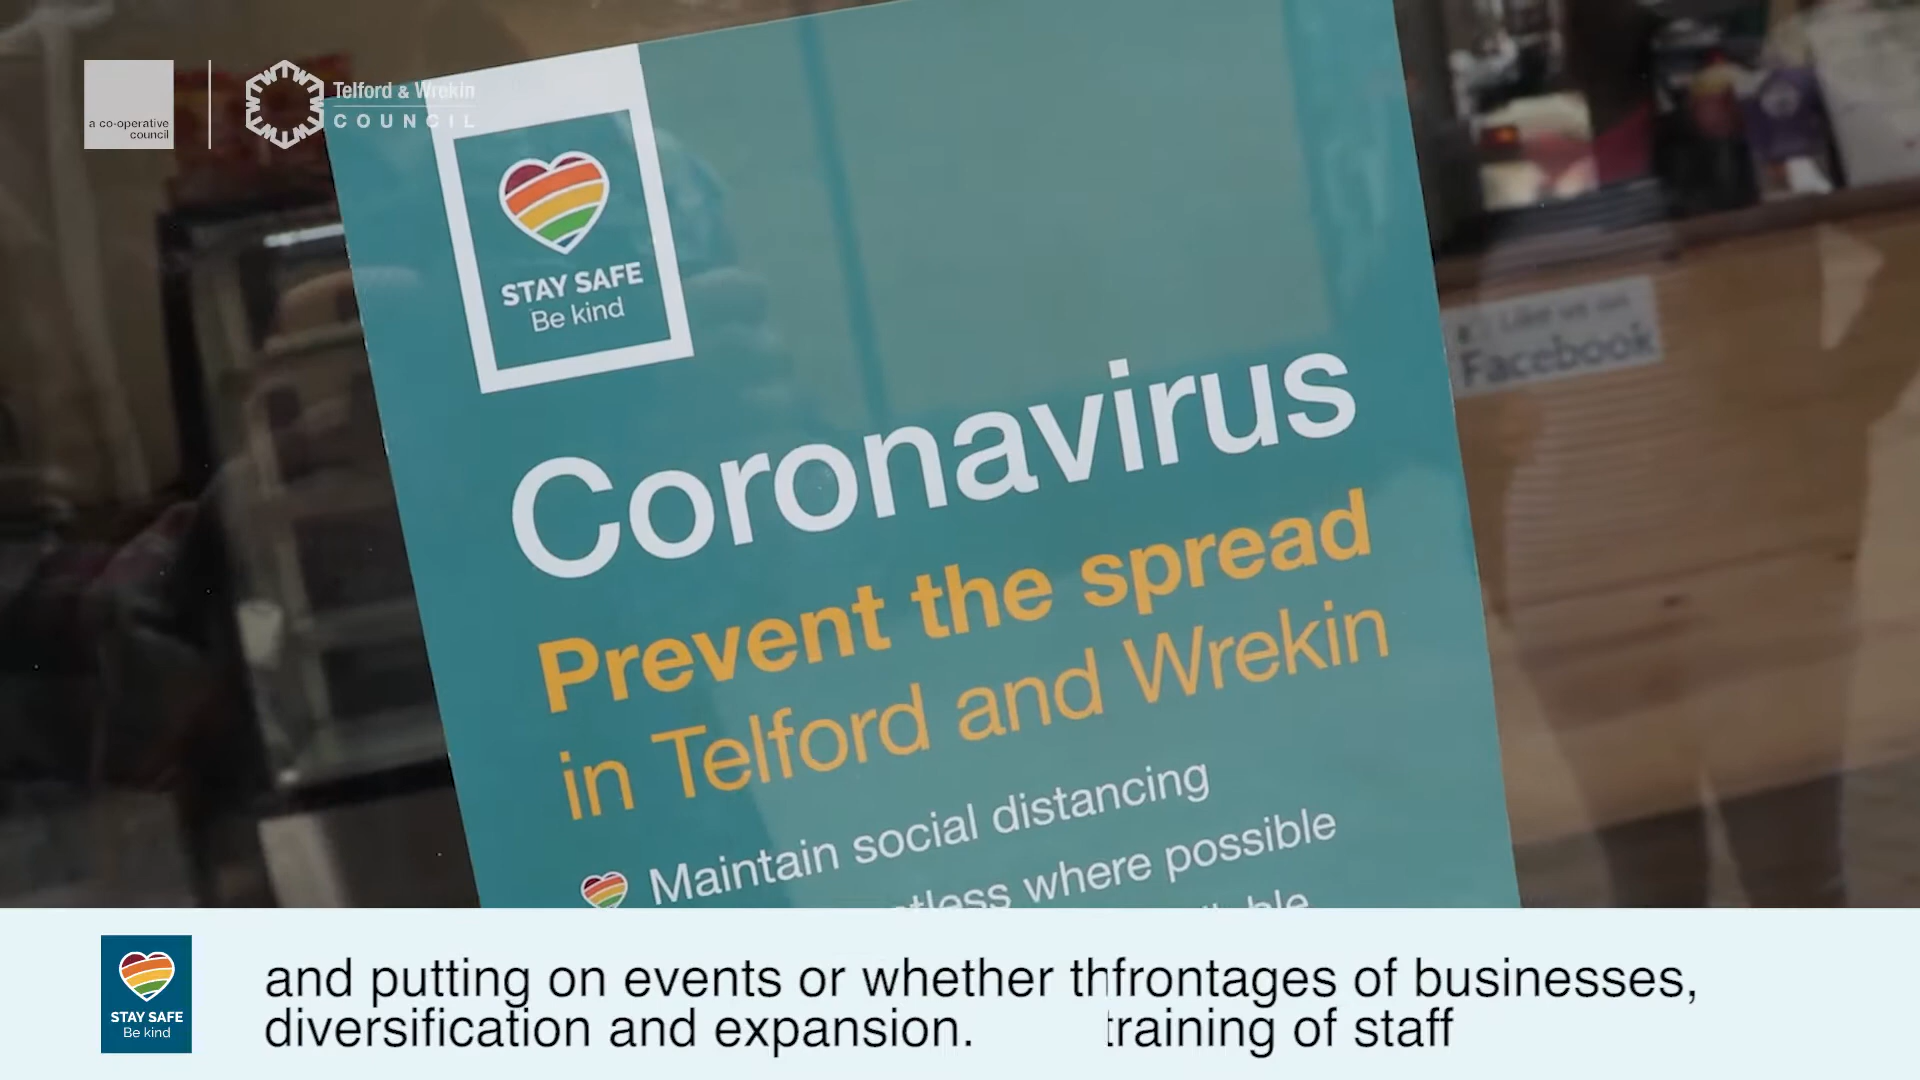 a co-operative
council
Telford & Wrekin
COUNCIL
STAY SAFE
Be kind
Coronavirus
Prevent the spread
in Telford and Wrekin
Maintain social distancing
where possible
Like us on
Facebook
STAY SAFE
Be kind
and putting on events or whether th
diversification and expansion.
frontages of businesses,
training of staff